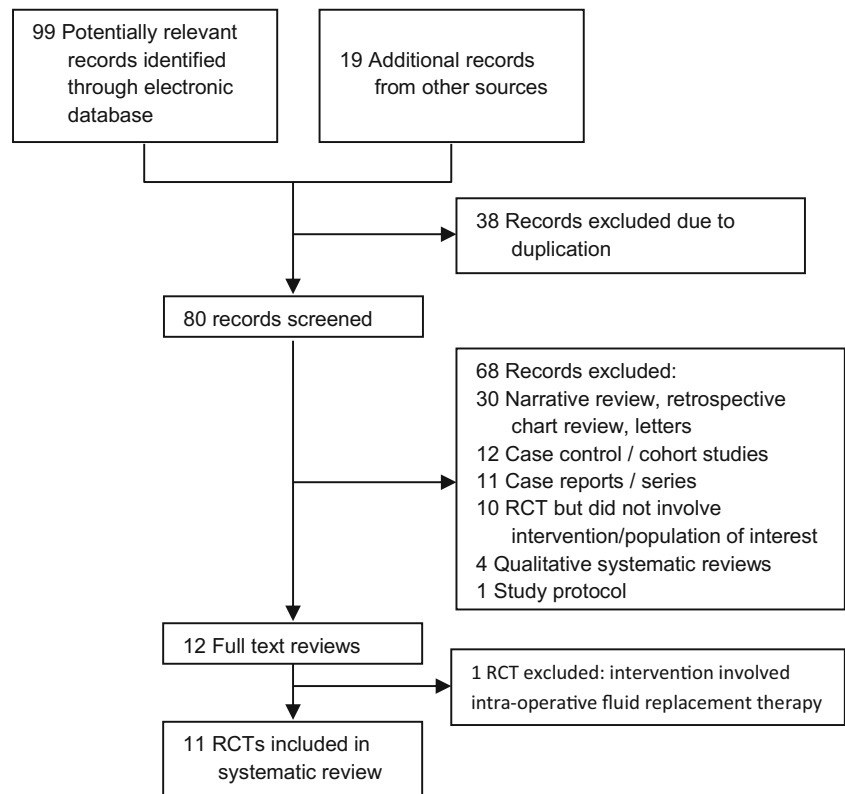 99 Potentially relevant
records identified
through electronic
database
19 Additional records
from other sources
38 Records excluded due to
duplication
80 records screened
68 Records excluded:
30 Narrative review, retrospective
chart review, letters
12 Case control / cohort studies
11 Case reports / series
10 RCT but did not involve
intervention/population of interest
4 Qualitative systematic reviews
1 Study protocol
12 Full text reviews
1 RCT excluded: intervention involved
intra-operative fluid replacement therapy
11 RCTs included in
systematic review